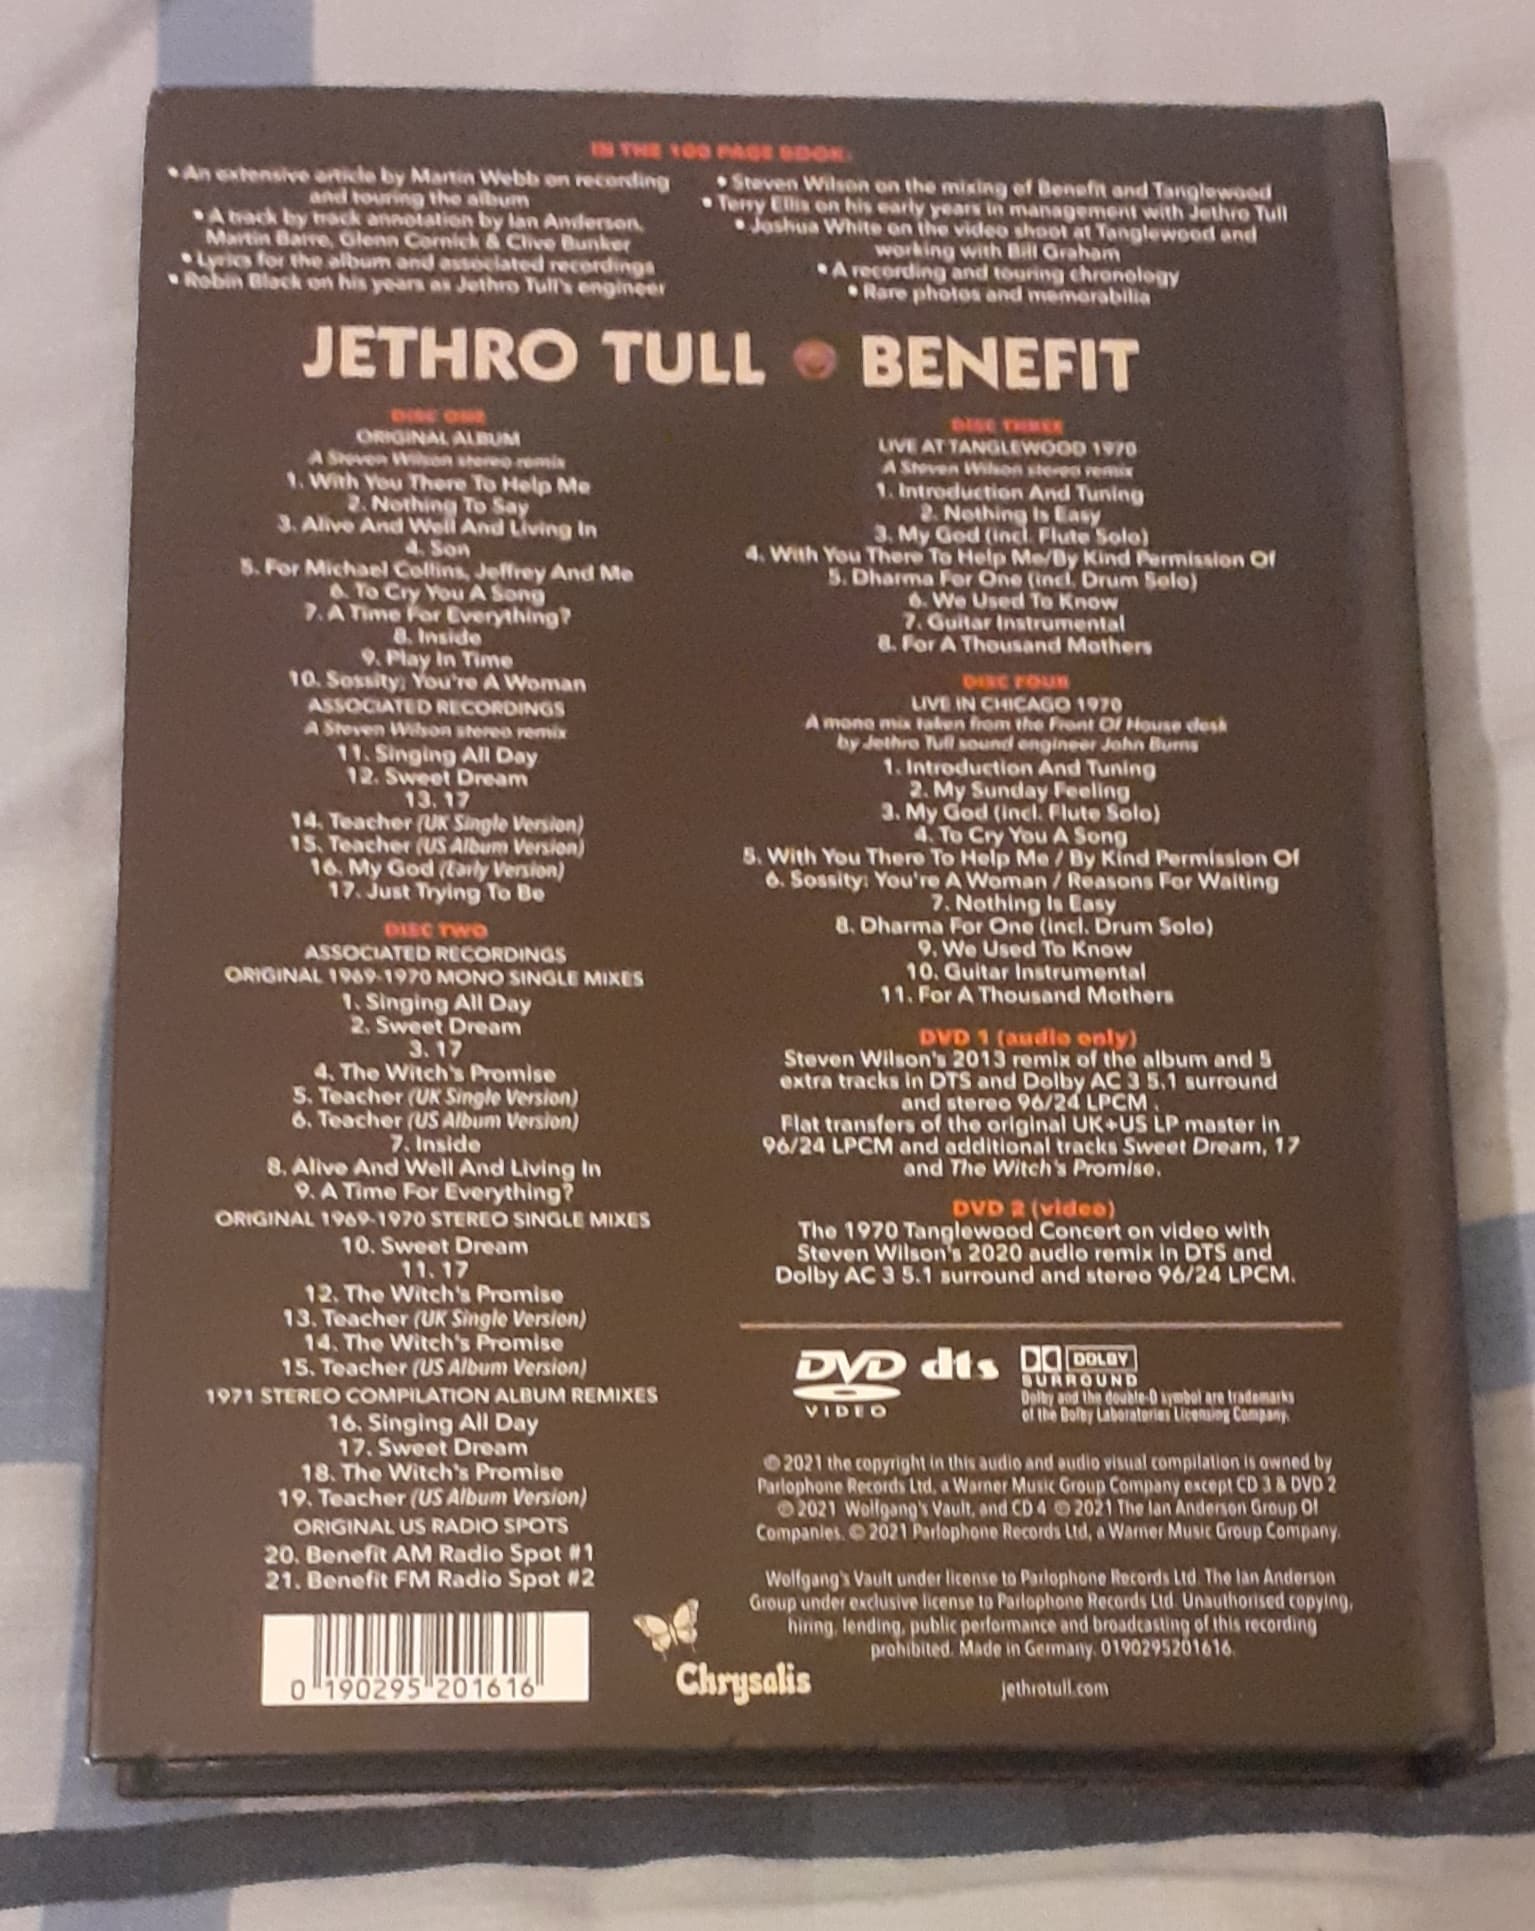 IN THE 100 PAGE BOOK:
• An extensive article by Martin Webb on recording
and touring the album
• A track by track annotation by Ian Anderson,
Martin Barre, Glenn Cornick & Clive Bunker
• Lyrics for the album and associated recordings
• Robin Black on his years as Jethro Tull's engineer
• Steven Wilson on the mixing of Benefit and Tanglewood
• Terry Ellis on his early years in management with Jethro Tull
• Joshua White on the video shoot at Tanglewood and
working with Bill Graham
• A recording and touring chronology
• Rare photos and memorabilia
JETHRO TULL BENEFIT
DISC ONE
ORIGINAL ALBUM
A Steven Wilson stereo remix
1. With You There To Help Me
2. Nothing To Say
3. Alive And Well And Living In
4. Son
5. For Michael Collins, Jeffrey And Me
6. To Cry You A Song
7. A Time For Everything?
8. Inside
9. Play In Time
10. Sossity; You're A Woman
ASSOCIATED RECORDINGS
A Steven Wilson stereo remix
11. Singing All Day
12. Sweet Dream
13. 17
14. Teacher (UK Single Version)
15. Teacher (US Album Version)
16. My God (Early Version)
17. Just Trying To Be
DISC TWO
ASSOCIATED RECORDINGS
ORIGINAL 1969-1970 MONO SINGLE MIXES
1. Singing All Day
2. Sweet Dream
3. 17
4. The Witch's Promise
5. Teacher (UK Single Version)
6. Teacher (US Album Version)
7. Inside
8. Alive And Well And Living In
9. A Time For Everything?
ORIGINAL 1969-1970 STEREO SINGLE MIXES
10. Sweet Dream
11. 17
12. The Witch's Promise
13. Teacher (UK Single Version)
14. The Witch's Promise
15. Teacher (US Album Version)
1971 STEREO COMPILATION ALBUM REMIXES
16. Singing All Day
17. Sweet Dream
18. The Witch's Promise
19. Teacher (US Album Version)
ORIGINAL US RADIO SPOTS
20. Benefit AM Radio Spot #1
21. Benefit FM Radio Spot #2
0 190295 201616
Chrysalis
DISC THREE
LIVE AT TANGLEWOOD 1970
A Steven Wilson stereo remix
1. Introduction And Tuning
2. Nothing Is Easy
3. My God (incl. Flute Solo)
4. With You There To Help Me/By Kind Permission Of
5. Dharma For One (incl. Drum Solo)
6. We Used To Know
7. Guitar Instrumental
8. For A Thousand Mothers
DISC FOUR
LIVE IN CHICAGO 1970
A mono mix taken from the Front Of House desk
by Jethro Tull sound engineer John Burns
1. Introduction And Tuning
2. My Sunday Feeling
3. My God (incl. Flute Solo)
4. To Cry You A Song
5. With You There To Help Me / By Kind Permission Of
6. Sossity: You're A Woman / Reasons For Waiting
7. Nothing Is Easy
8. Dharma For One (incl. Drum Solo)
9. We Used To Know
10. Guitar Instrumental
11. For A Thousand Mothers
DVD 1 (audio only)
Steven Wilson's 2013 remix of the album and 5
extra tracks in DTS and Dolby AC 3 5.1 surround
and stereo 96/24 LPCM .
Flat transfers of the original UK+US LP master in
96/24 LPCM and additional tracks Sweet Dream, 17
and The Witch's Promise.
DVD 2 (video)
The 1970 Tanglewood Concert on video with
Steven Wilson's 2020 audio remix in DTS and
Dolby AC 3 5.1 surround and stereo 96/24 LPCM.
DVD VIDEO dts DOLBY SURROUND
Dolby and the double-D symbol are trademarks
of the Dolby Laboratories Licensing Company.
© 2021 the copyright in this audio and audio visual compilation is owned by
Parlophone Records Ltd, a Warner Music Group Company except CD 3 & DVD 2
℗ 2021 Wolfgang's Vault, and CD 4 ℗ 2021 The Ian Anderson Group Of
Companies. © 2021 Parlophone Records Ltd, a Warner Music Group Company.
Wolfgang's Vault under license to Parlophone Records Ltd. The Ian Anderson
Group under exclusive license to Parlophone Records Ltd. Unauthorised copying,
hiring, lending, public performance and broadcasting of this recording
prohibited. Made in Germany. 0190295201616.
jethrotull.com